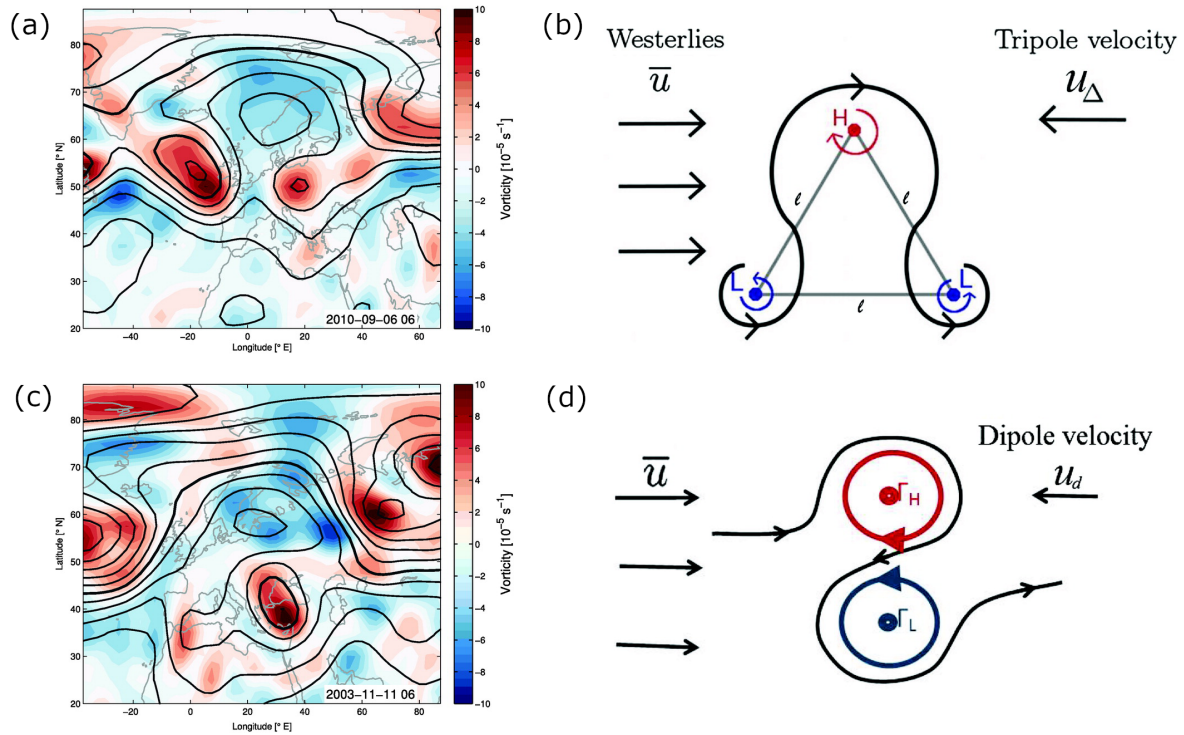 (a)
80
70
60
50
40
30
20
Latitude [° N]
−40 −20 0 20 40 60
Longitude [° E]
2010−09−06 06
10
8
6
4
2
0
−2
−4
−6
−8
−10
Vorticity [10⁻⁵ s⁻¹]
(b)
Westerlies
u̅
Tripole velocity
u_Δ
H
ℓ ℓ
L L
ℓ
(c)
80
70
60
50
40
30
20
Latitude [° N]
−20 0 20 40 60 80
Longitude [° E]
2003−11−11 06
10
8
6
4
2
0
−2
−4
−6
−8
−10
Vorticity [10⁻⁵ s⁻¹]
(d)
u̅
Dipole velocity
u_d
Γ_H
Γ_L